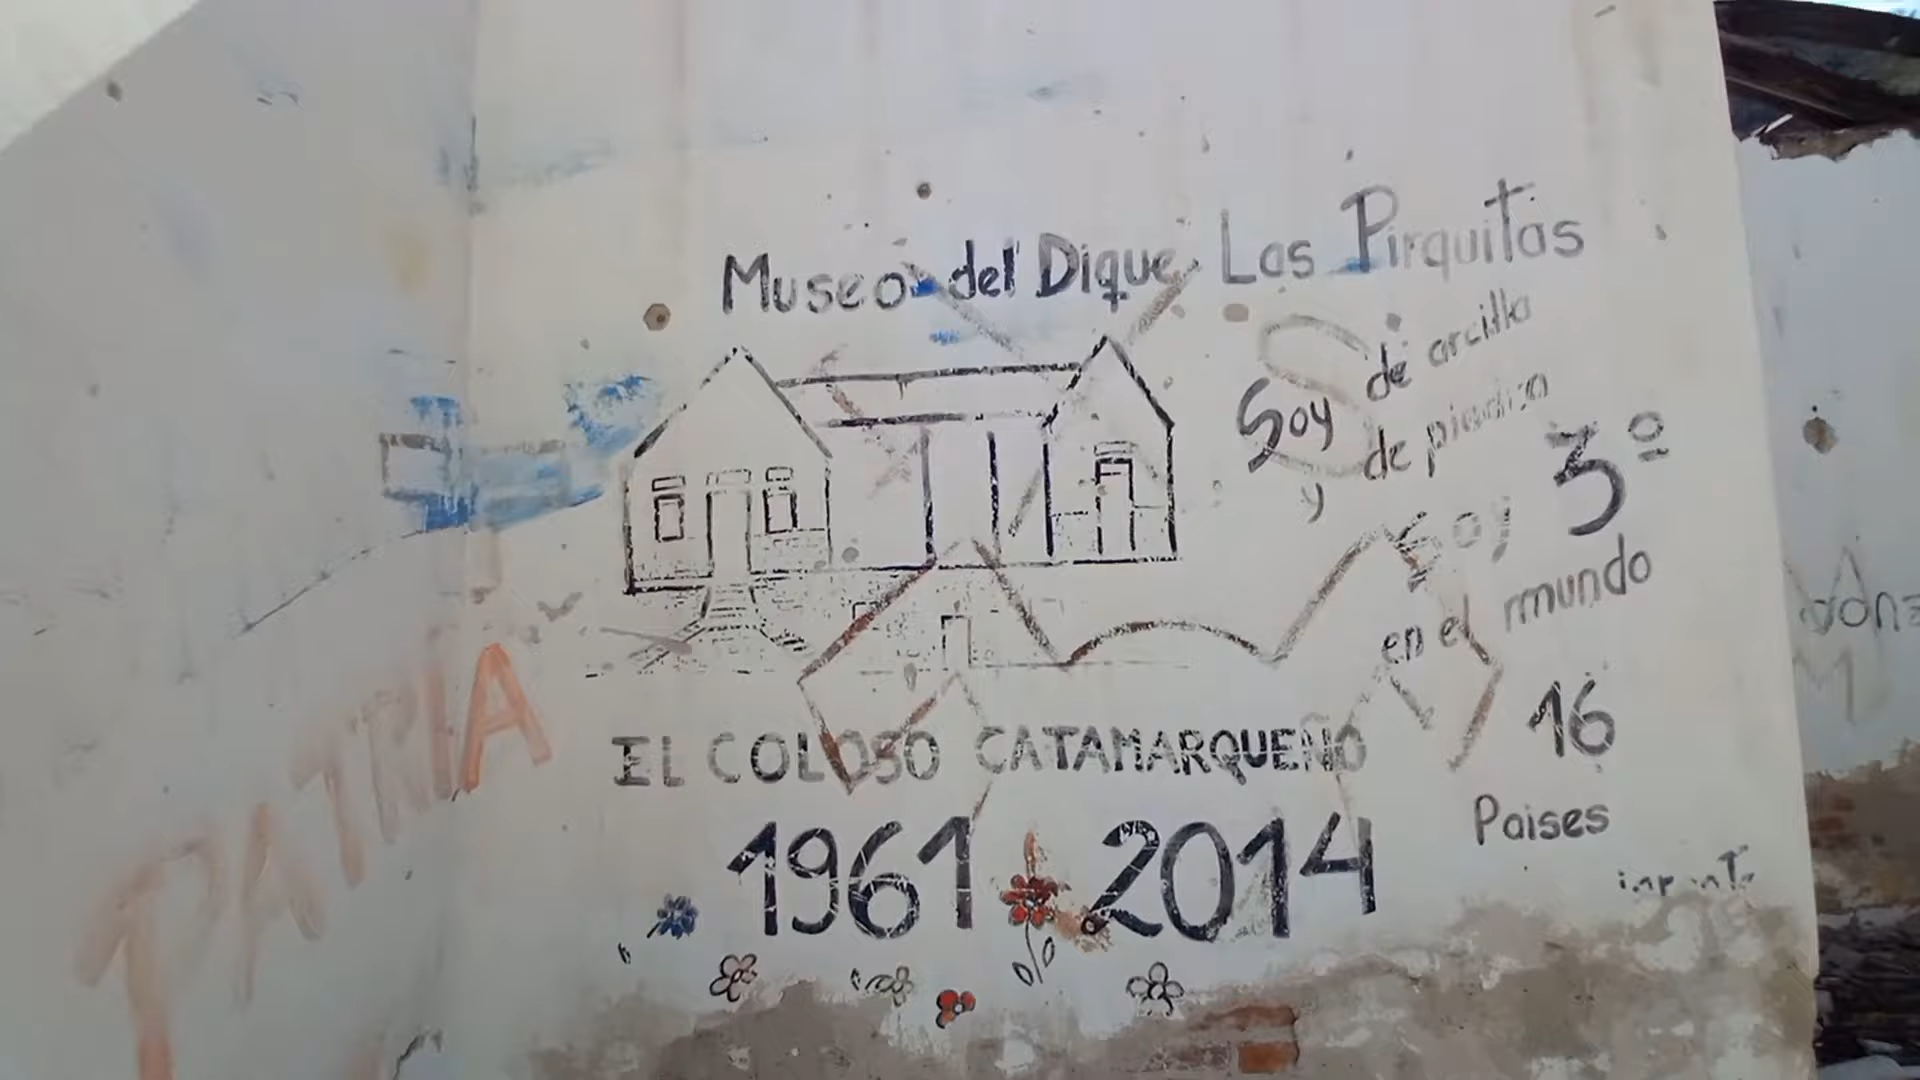 Museo del Dique Las Pirquitas
Soy de arcilla
y de
Soy 3º
en el mundo
16
Paises
EL COLOSO CATAMARQUEÑO
1961 2014
PATRIA